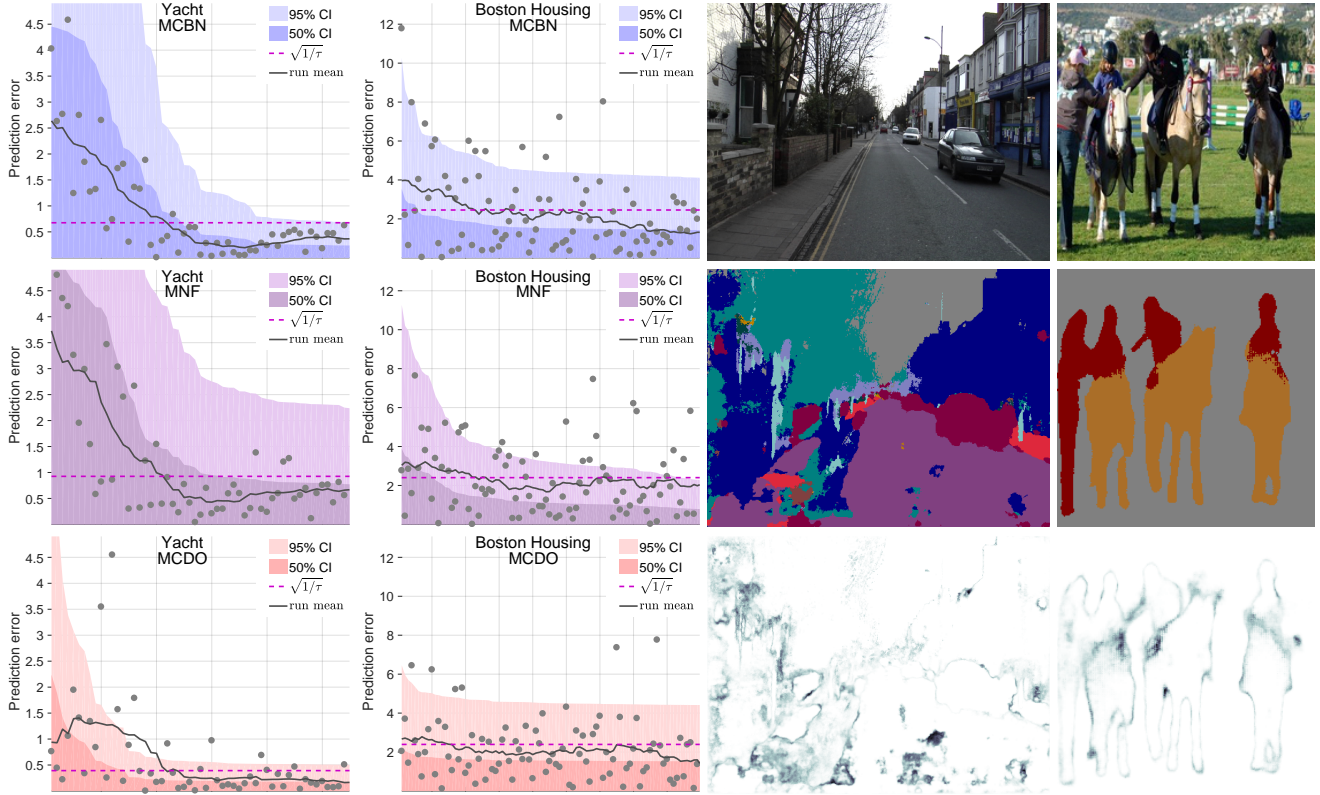 Yacht
MCBN
Prediction error
4.5
4
3.5
3
2.5
2
1.5
1
0.5
95% CI
50% CI
√1/τ
run mean
Boston Housing
MCBN
12
10
8
6
4
2
95% CI
50% CI
√1/τ
run mean
Yacht
MNF
Prediction error
4.5
4
3.5
3
2.5
2
1.5
1
0.5
95% CI
50% CI
√1/τ
run mean
Boston Housing
MNF
12
10
8
6
4
2
95% CI
50% CI
√1/τ
run mean
Yacht
MCDO
Prediction error
4.5
4
3.5
3
2.5
2
1.5
1
0.5
95% CI
50% CI
√1/τ
run mean
Boston Housing
MCDO
12
10
8
6
4
2
95% CI
50% CI
√1/τ
run mean